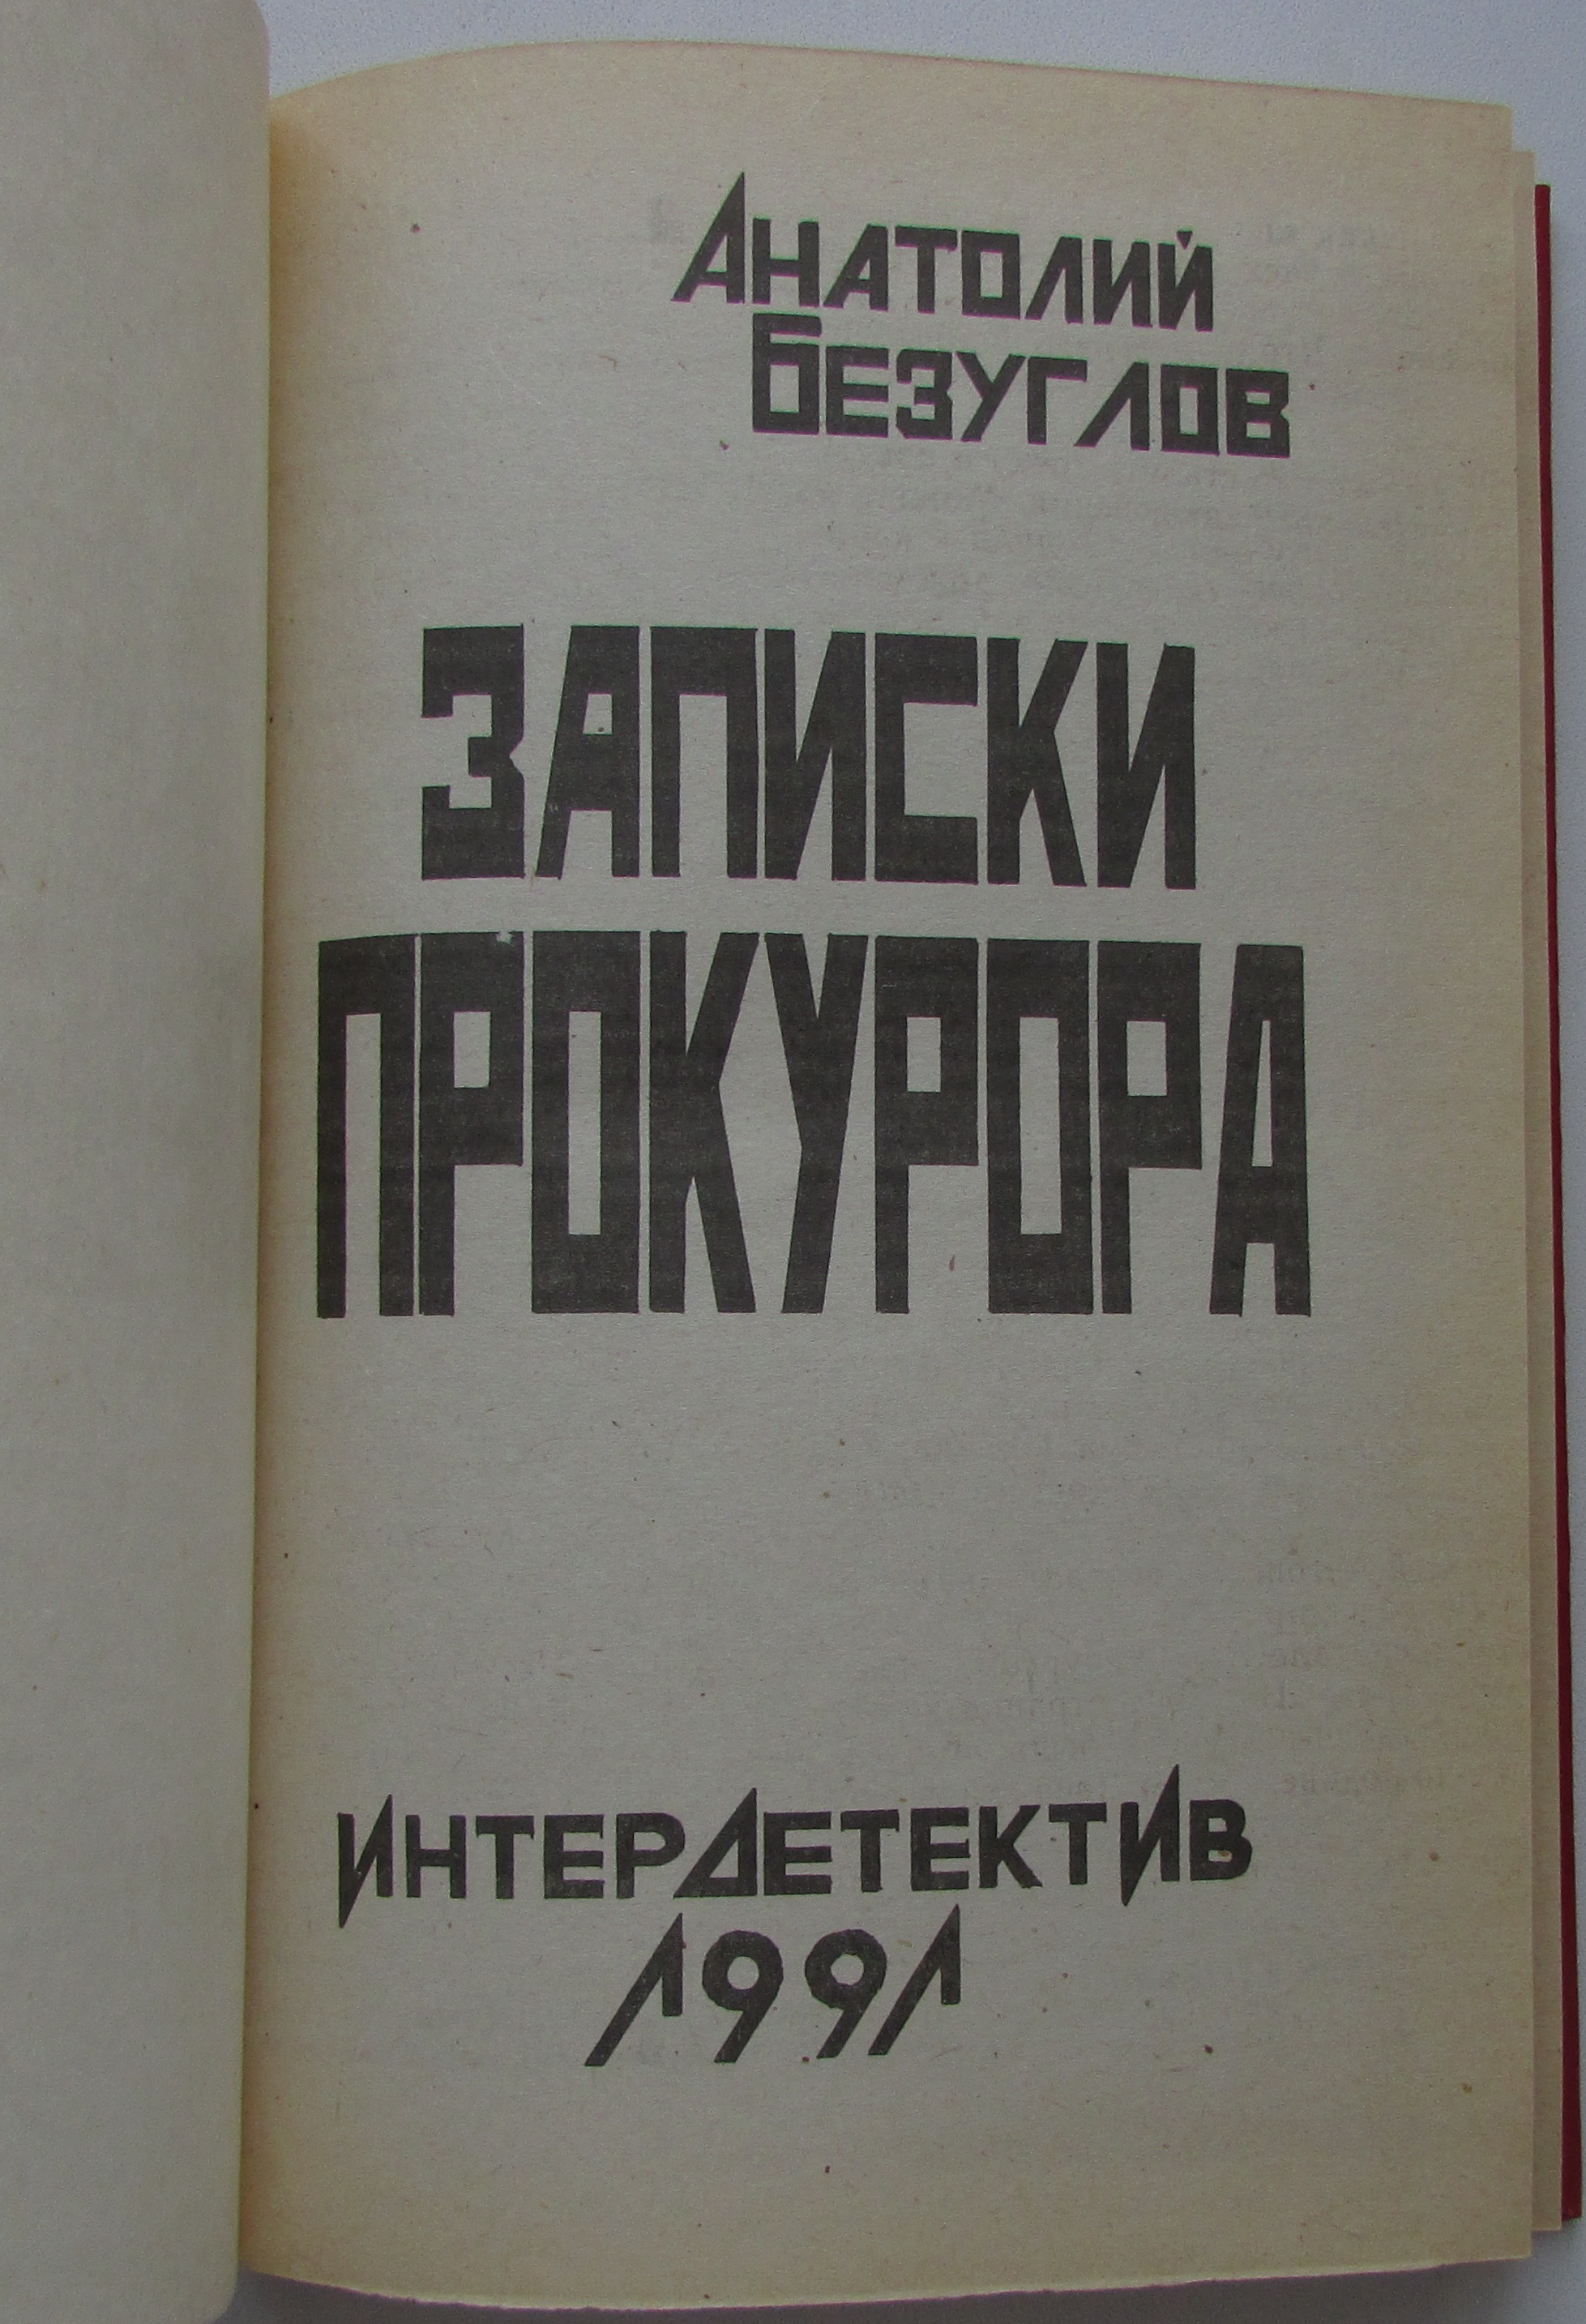 Анатолий
Безуглов
ЗАПИСКИ
ПРОКУРОРА
ИНТЕРДЕТЕКТИВ
1991